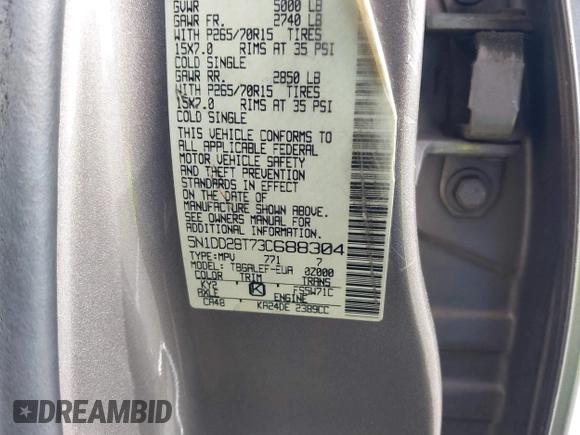 GVWR 5000 LB
GAWR FR. 2740 LB
WITH P265/70R15 TIRES
15X7.0 RIMS AT 35 PSI
COLD SINGLE
GAWR RR. 2850 LB
WITH P265/70R15 TIRES
15X7.0 RIMS AT 35 PSI
COLD SINGLE
THIS VEHICLE CONFORMS TO
ALL APPLICABLE FEDERAL
MOTOR VEHICLE SAFETY
AND THEFT PREVENTION
STANDARDS IN EFFECT
ON THE DATE OF
MANUFACTURE SHOWN ABOVE.
SEE OWNERS MANUAL FOR
ADDITIONAL INFORMATION.
5N1DD28T73C688304
TYPE:MPV 771 7
MODEL: TBGALEF-EUA 0Z000
COLOR TRIM TRANS
KY2 K FS5W71C
AXLE ENGINE
CA48 KA24DE 2389CC
DREAMBID